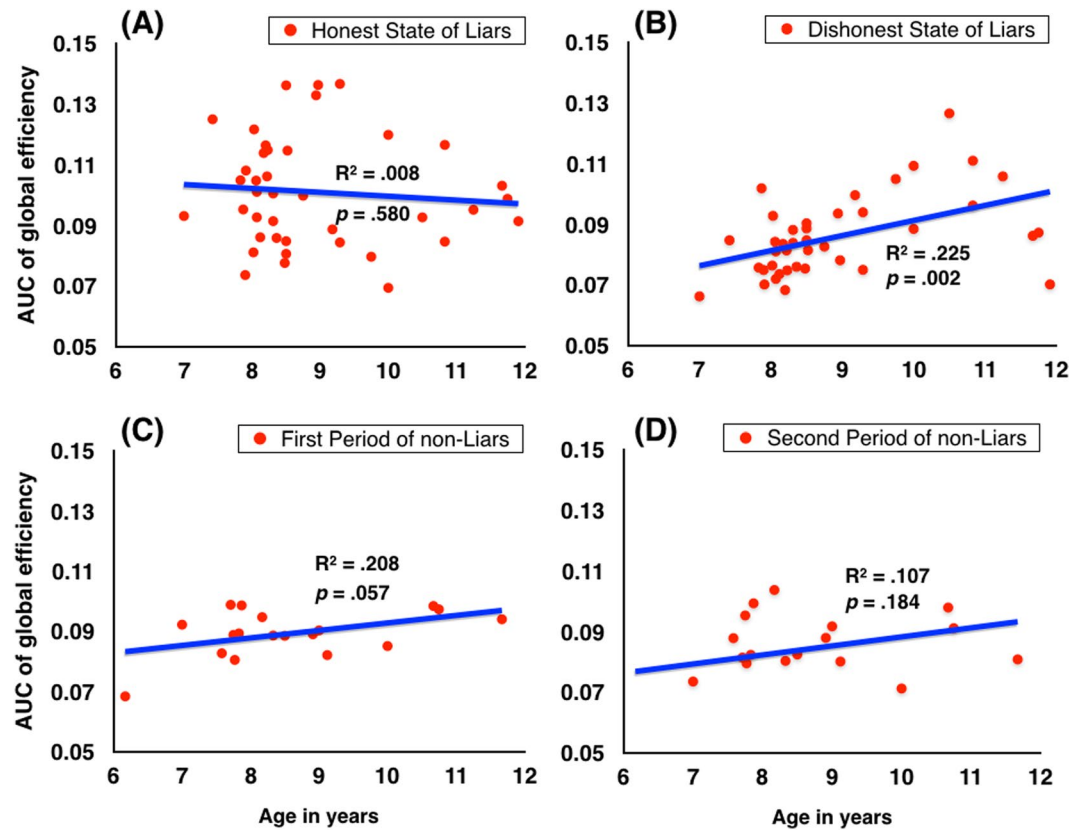 (A)
Honest State of Liars
AUC of global efficiency
0.15
0.13
0.11
0.09
0.07
0.05
R² = .008
p = .580
6 7 8 9 10 11 12
(B)
Dishonest State of Liars
0.15
0.13
0.11
0.09
0.07
0.05
R² = .225
p = .002
6 7 8 9 10 11 12
(C)
First Period of non-Liars
AUC of global efficiency
0.15
0.13
0.11
0.09
0.07
0.05
R² = .208
p = .057
6 7 8 9 10 11 12
Age in years
(D)
Second Period of non-Liars
0.15
0.13
0.11
0.09
0.07
0.05
R² = .107
p = .184
6 7 8 9 10 11 12
Age in years